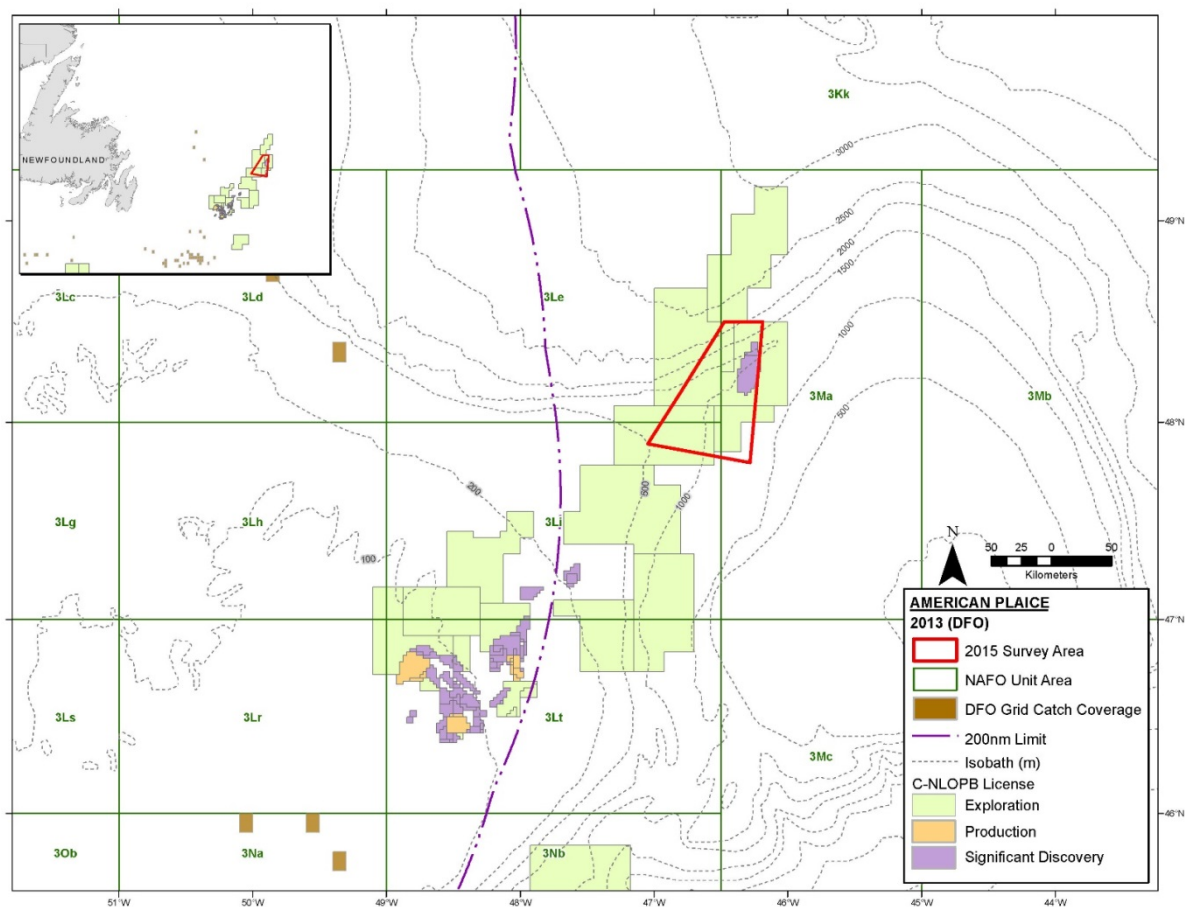 NEWFOUNDLAND
3Kk
3000
2500
2000
1500
1000
500
49°N
3Lc
3Ld
3Le
3Ma
3Mb
48°N
200
500
1000
3Lg
3Lh
3Li
100
N
50 25 0 50
Kilometers
47°N
AMERICAN PLAICE
2013 (DFO)
2015 Survey Area
NAFO Unit Area
DFO Grid Catch Coverage
200nm Limit
Isobath (m)
C-NLOPB License
Exploration
Production
Significant Discovery
3Ls
3Lr
3Lt
3Mc
46°N
3Ob
3Na
3Nb
51°W
50°W
49°W
48°W
47°W
46°W
45°W
44°W